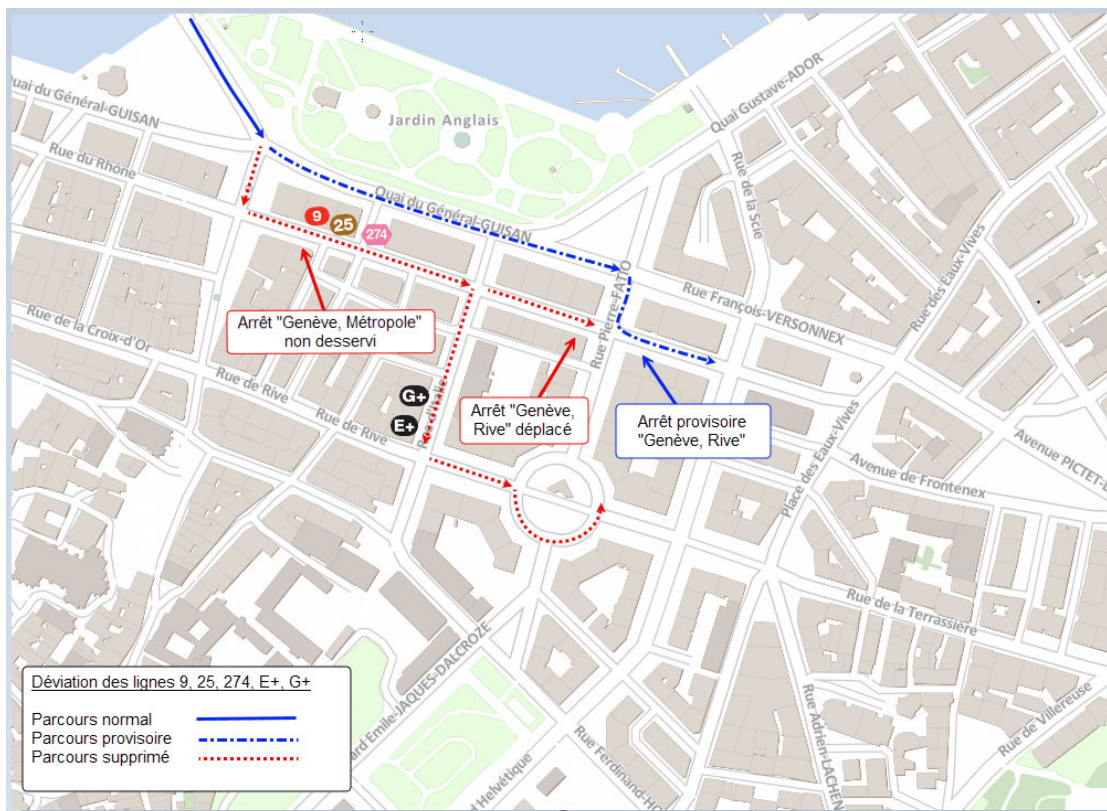 Quai du Général-GUISAN
Rue du Rhône
Jardin Anglais
Quai Gustave-ADOR
Rue de la Scie
Quai du Général-GUISAN
Rue des Eaux-Vives
9
25
274
Rue Pierre-FATIO
Rue François-VERSONNEX
Arrêt "Genève, Métropole"
non desservi
Rue de la Croix-d'Or
Rue de Rive
Rue de Rive
G+
E+
Arrêt "Genève,
Rive" déplacé
Arrêt provisoire
"Genève, Rive"
Place des Eaux-Vives
Avenue PICTET-D
Avenue de Frontenex
Rue de la Terrassière
ard Emile-JAQUES-DALCROZE
d Helvétique
Rue Ferdinand-HO
Rue Adrien-LACHEN
Rue de Villereuse
Déviation des lignes 9, 25, 274, E+, G+
Parcours normal
Parcours provisoire
Parcours supprimé